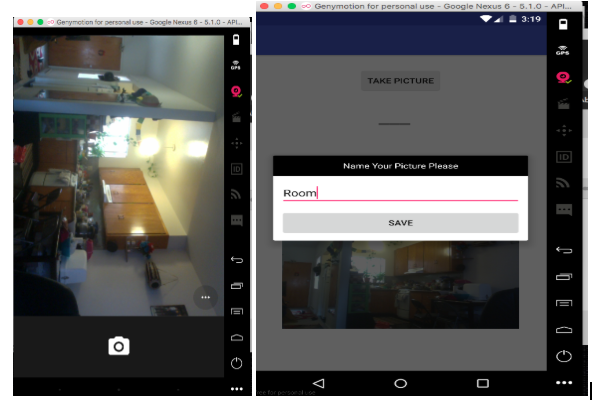 Genymotion for personal use - Google Nexus 6 - 5.1.0 - API...
GPS
ID
Genymotion for personal use - Google Nexus 6 - 5.1.0 - API...
3:19
TAKE PICTURE
Name Your Picture Please
Room
SAVE
GPS
ID
for personal use